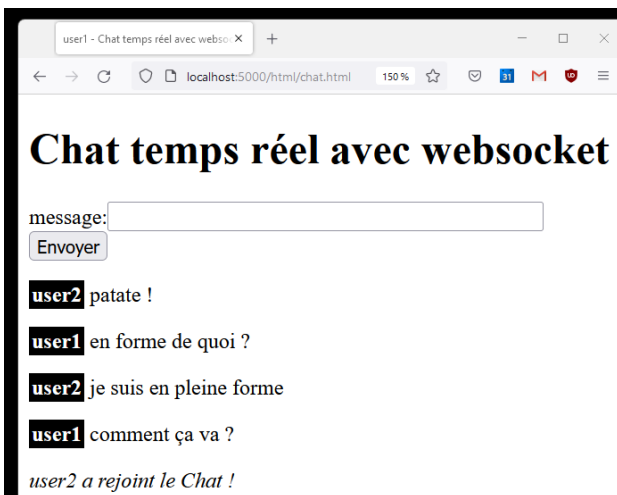 user1 - Chat temps réel avec webso
localhost:5000/html/chat.html 150 % 31
Chat temps réel avec websocket
message:
Envoyer
user2 patate !
user1 en forme de quoi ?
user2 je suis en pleine forme
user1 comment ça va ?
user2 a rejoint le Chat !